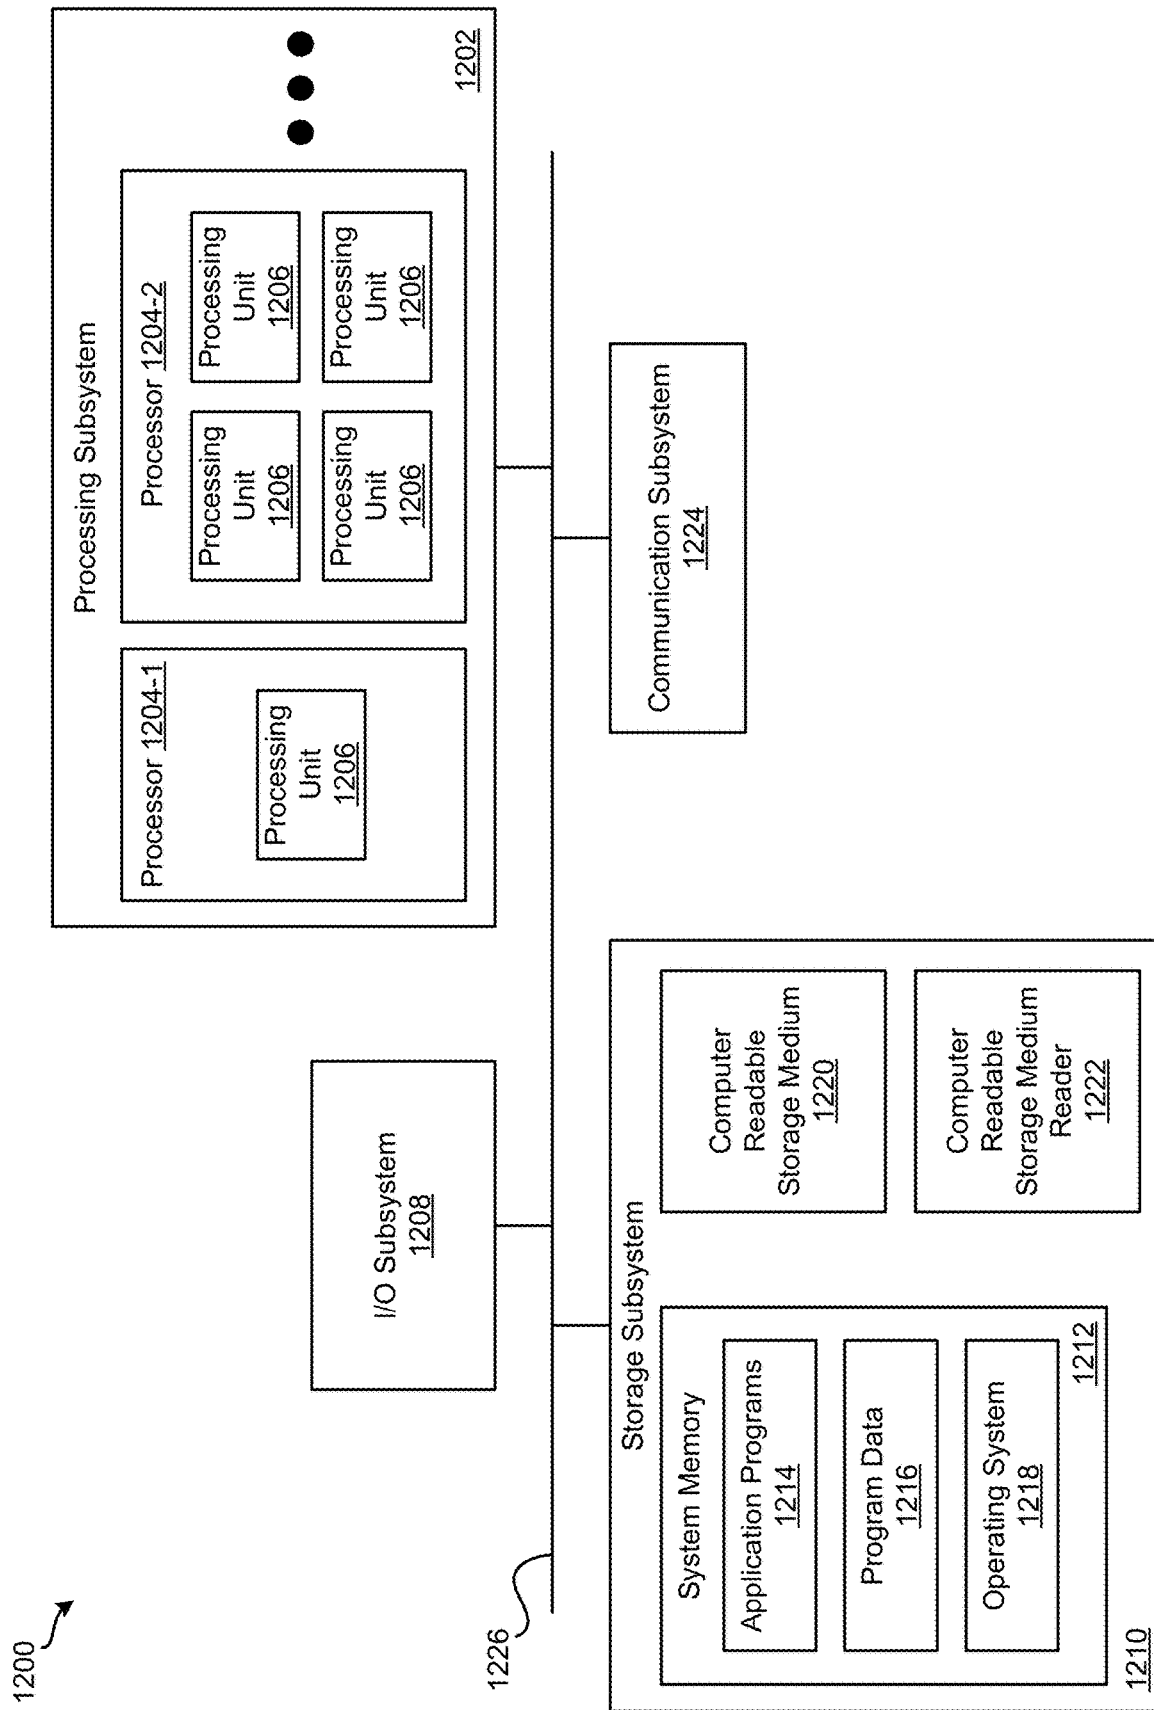 1200
Processing Subsystem
Processor 1204-1
Processing
Unit
1206
Processor 1204-2
Processing
Unit
1206
Processing
Unit
1206
Processing
Unit
1206
Processing
Unit
1206
1202
I/O Subsystem
1208
1226
Storage Subsystem
System Memory
Application Programs
1214
Program Data
1216
Operating System
1218
1212
Computer
Readable
Storage Medium
1220
Computer
Readable
Storage Medium
Reader
1222
1210
Communication Subsystem
1224